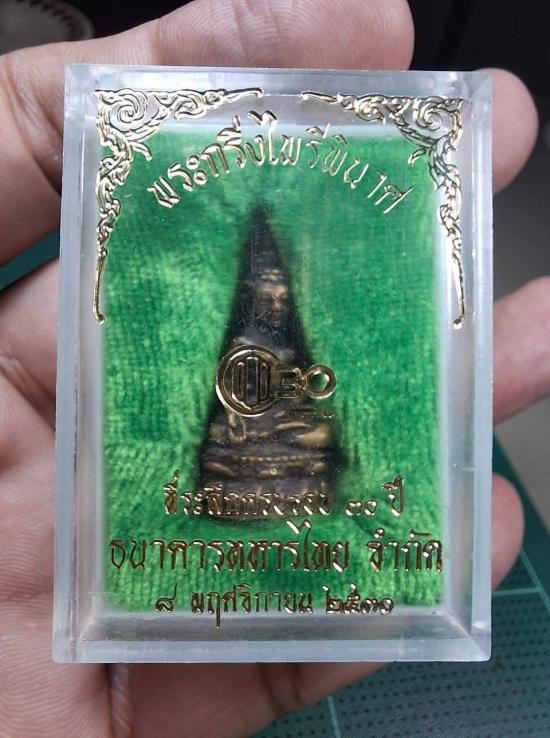 พระกริ่งไพรีพินาศ
30
ที่ระลึกครบรอบ ๓๐ ปี
ธนาคารทหารไทย จำกัด
๘ พฤศจิกายน ๒๕๓๐